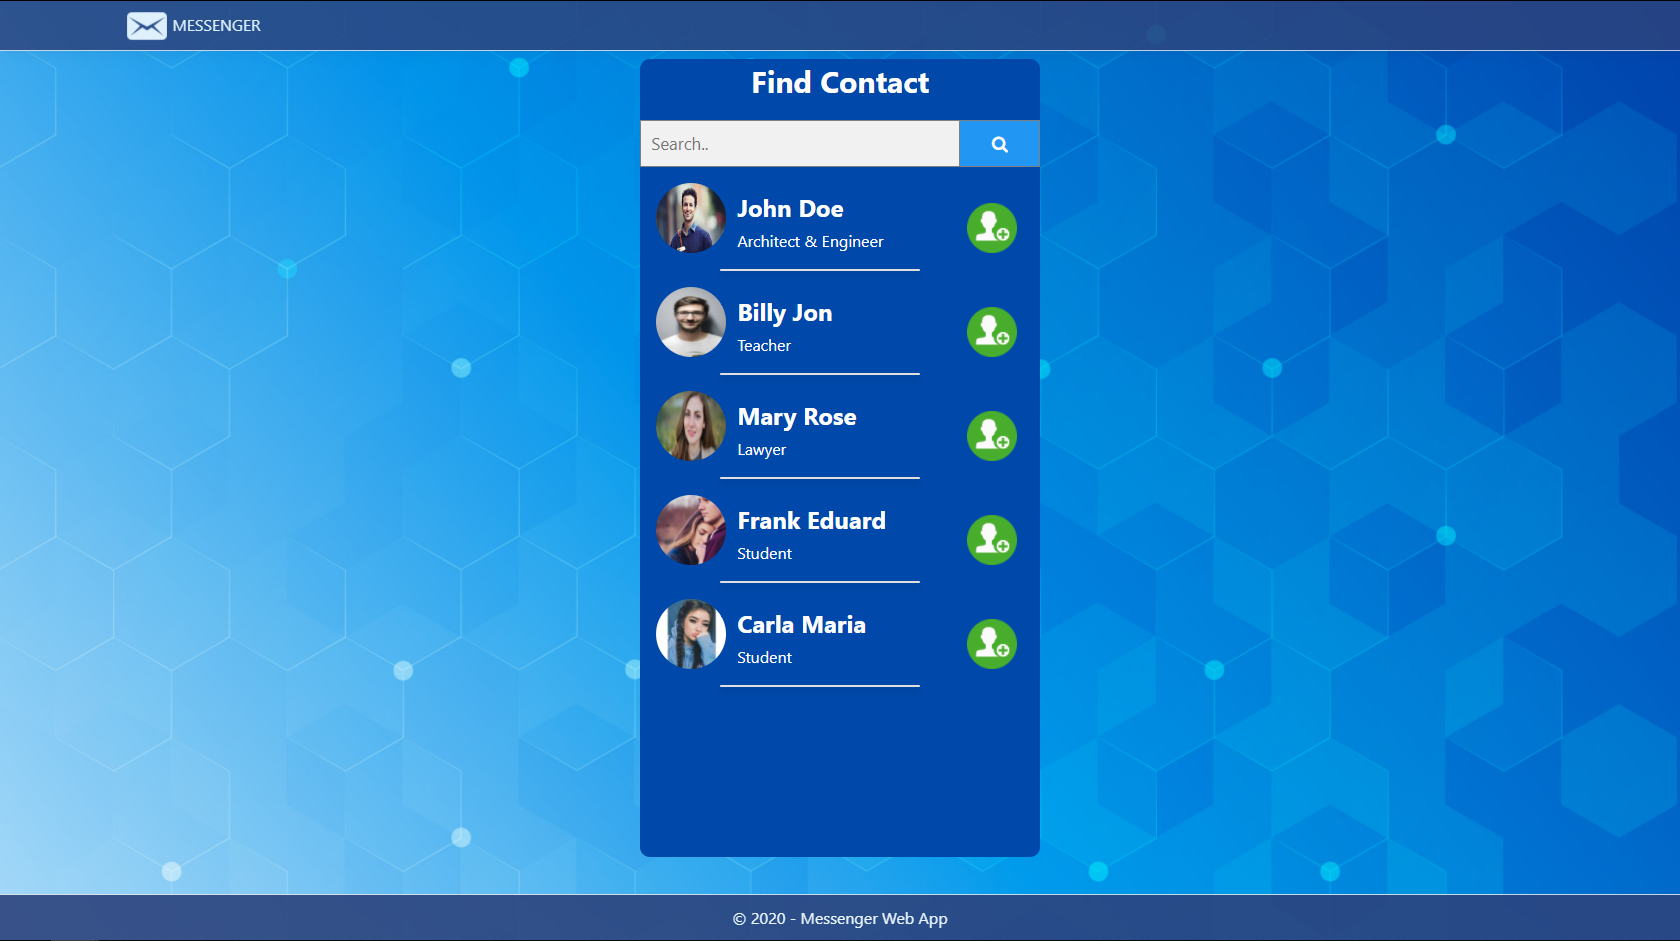 MESSENGER
Find Contact
Search..
John Doe
Architect & Engineer
Billy Jon
Teacher
Mary Rose
Lawyer
Frank Eduard
Student
Carla Maria
Student
© 2020 - Messenger Web App